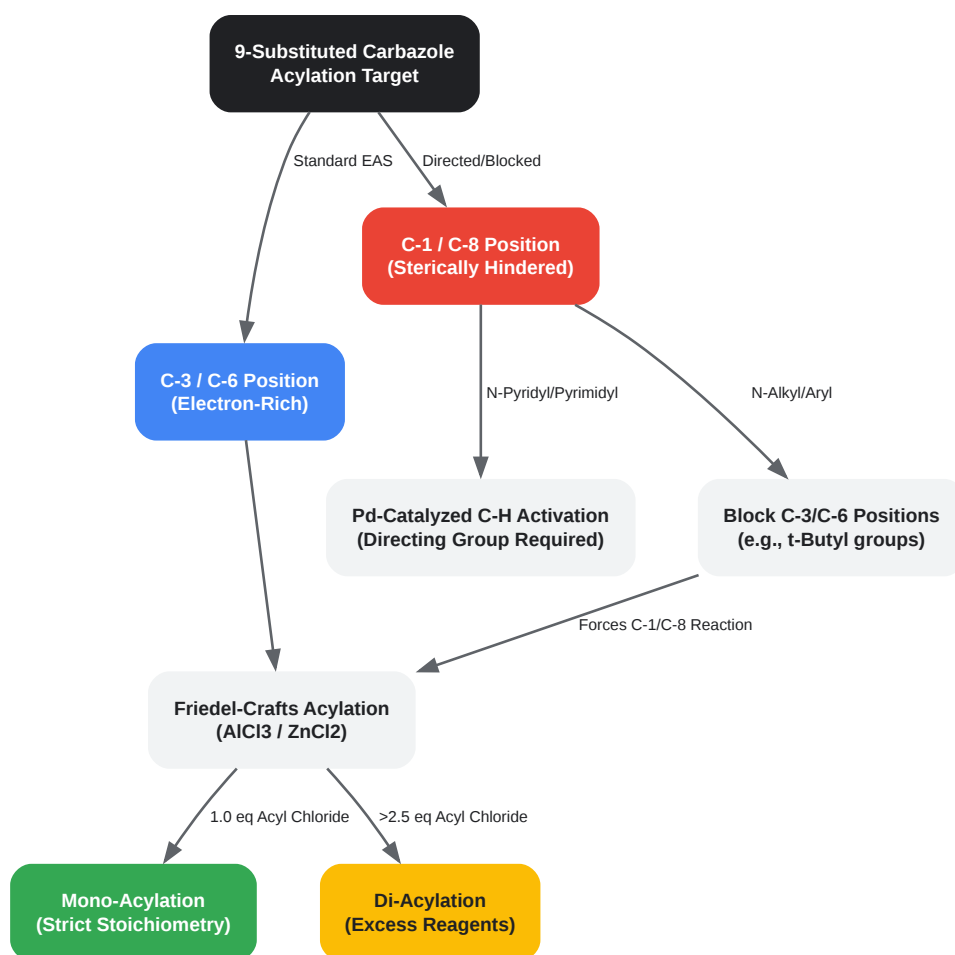 9-Substituted Carbazole
Acylation Target
Standard EAS
Directed/Blocked
C-1 / C-8 Position
(Sterically Hindered)
C-3 / C-6 Position
(Electron-Rich)
N-Pyridyl/Pyrimidyl
N-Alkyl/Aryl
Pd-Catalyzed C-H Activation
(Directing Group Required)
Block C-3/C-6 Positions
(e.g., t-Butyl groups)
Forces C-1/C-8 Reaction
Friedel-Crafts Acylation
(AlCl3 / ZnCl2)
1.0 eq Acyl Chloride
>2.5 eq Acyl Chloride
Mono-Acylation
(Strict Stoichiometry)
Di-Acylation
(Excess Reagents)